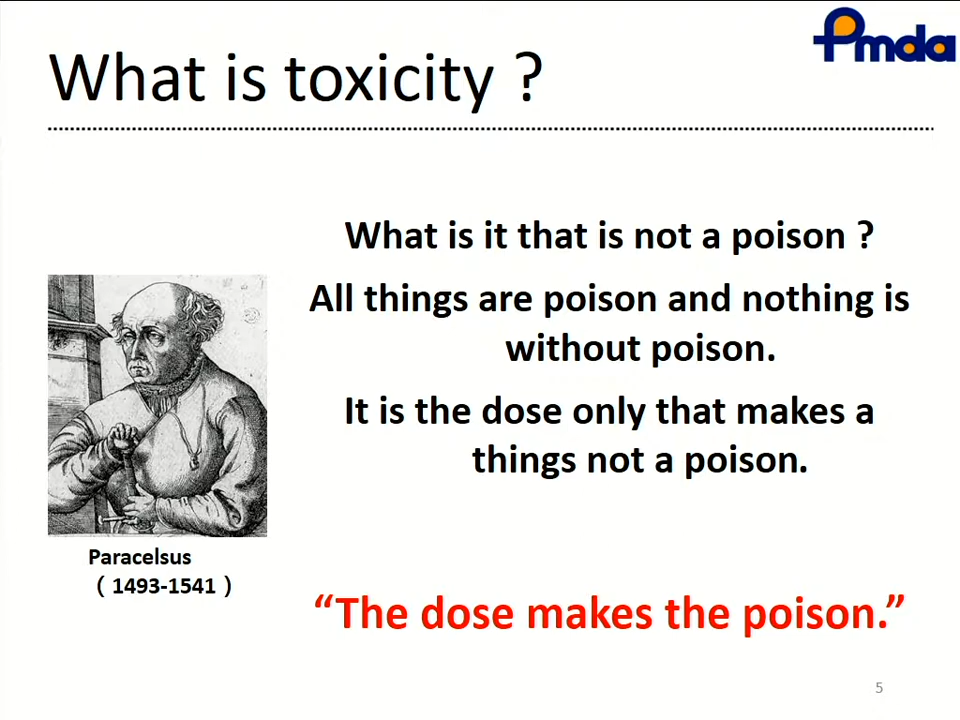 Pmda
What is toxicity ?
What is it that is not a poison ?
All things are poison and nothing is
without poison.
It is the dose only that makes a
things not a poison.
Paracelsus
( 1493-1541 )
“The dose makes the poison.”
5